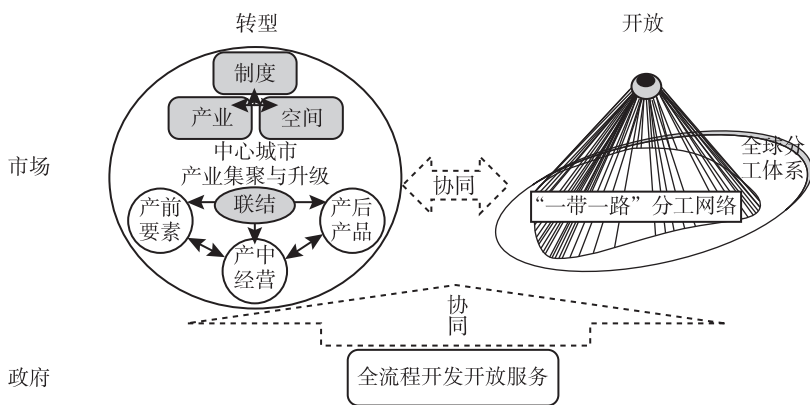 转型
开放
制度
产业
空间
中心城市
产业集聚与升级
市场
联结
产前
要素
产后
产品
产中
经营
协同
全球分
工体系
“一带一路”分工网络
协
同
政府
全流程开发开放服务